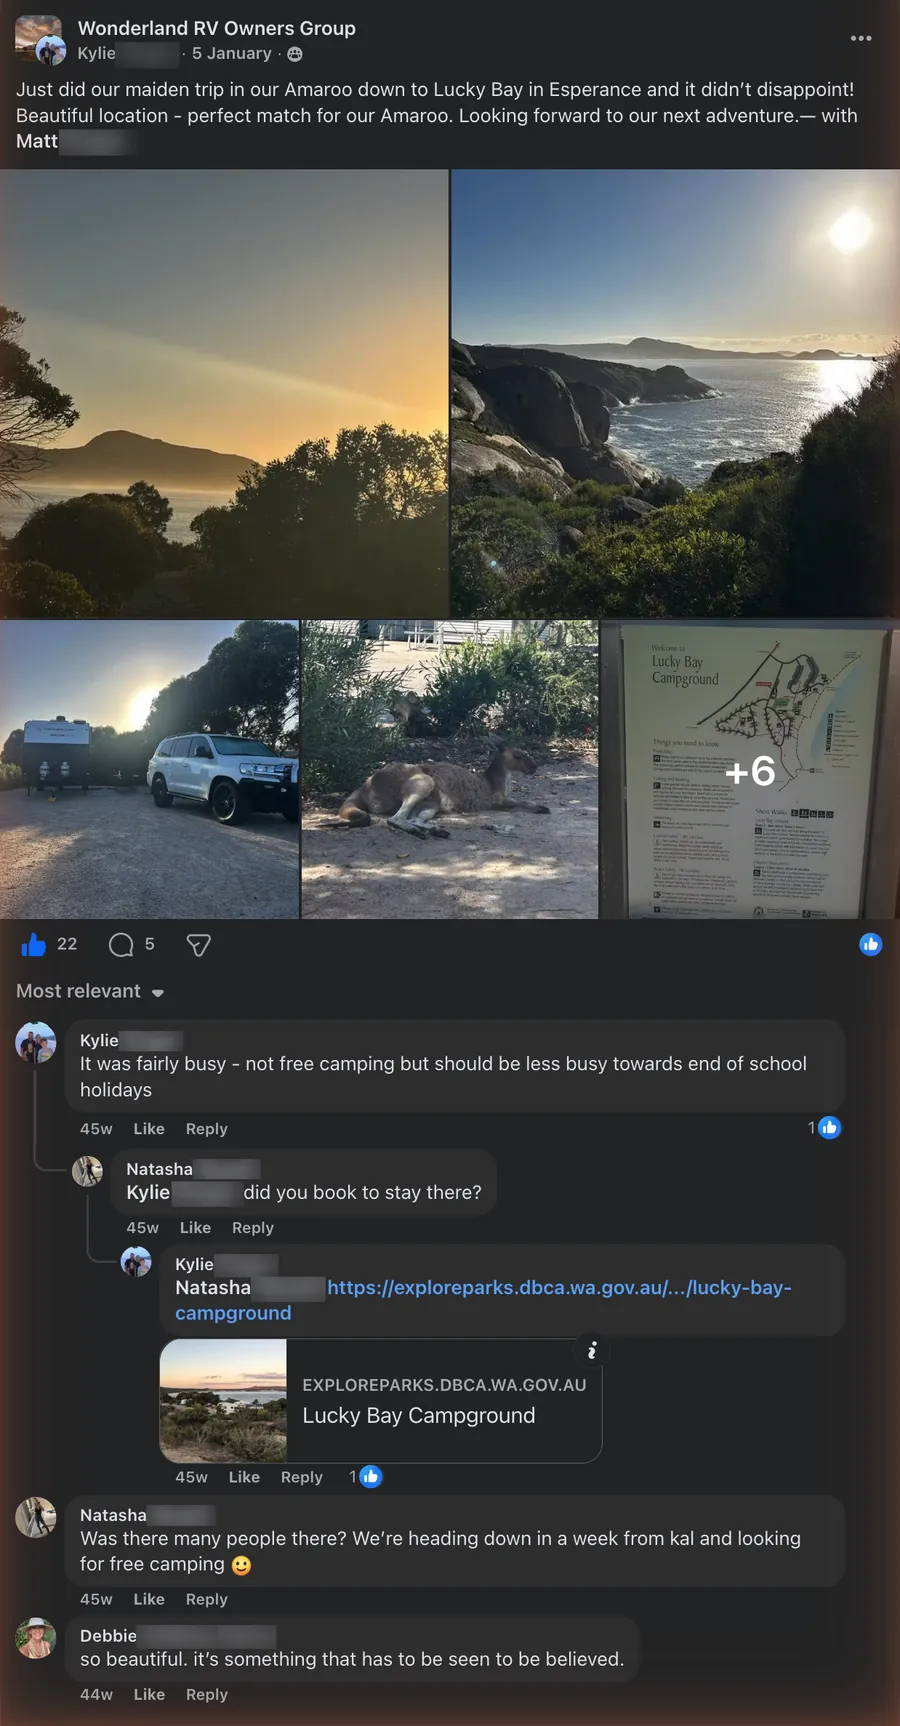 Wonderland RV Owners Group
Kylie · 5 January ·
Just did our maiden trip in our Amaroo down to Lucky Bay in Esperance and it didn’t disappoint!
Beautiful location - perfect match for our Amaroo. Looking forward to our next adventure.— with
Matt
Welcome to
Lucky Bay
Campground
Things you need to know
Short Walks
+6
22
5
Most relevant
Kylie
It was fairly busy - not free camping but should be less busy towards end of school
holidays
45w Like Reply
1
Natasha
Kylie did you book to stay there?
45w Like Reply
Kylie
Natasha https://exploreparks.dbca.wa.gov.au/.../lucky-bay-
campground
EXPLOREPARKS.DBCA.WA.GOV.AU
Lucky Bay Campground
45w Like Reply 1
Natasha
Was there many people there? We’re heading down in a week from kal and looking
for free camping
45w Like Reply
Debbie
so beautiful. it’s something that has to be seen to be believed.
44w Like Reply